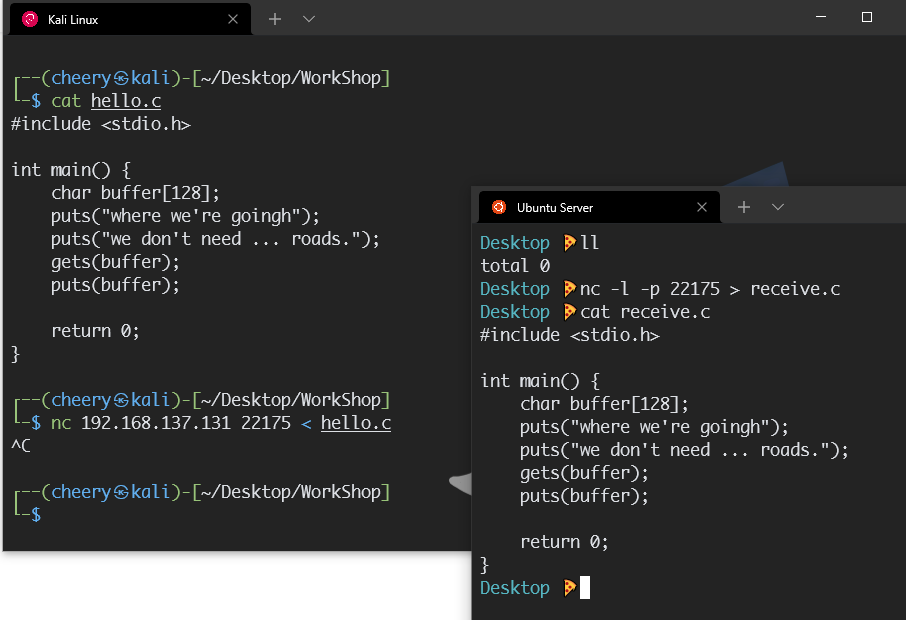 Kali Linux
┌──(cheery㉿kali)-[~/Desktop/WorkShop]
└─$ cat hello.c
#include <stdio.h>
int main() {
    char buffer[128];
    puts("where we're goingh");
    puts("we don't need ... roads.");
    gets(buffer);
    puts(buffer);
    return 0;
}
┌──(cheery㉿kali)-[~/Desktop/WorkShop]
└─$ nc 192.168.137.131 22175 < hello.c
^C
┌──(cheery㉿kali)-[~/Desktop/WorkShop]
└─$
Ubuntu Server
Desktop 🍕ll
total 0
Desktop 🍕nc -l -p 22175 > receive.c
Desktop 🍕cat receive.c
#include <stdio.h>
int main() {
    char buffer[128];
    puts("where we're goingh");
    puts("we don't need ... roads.");
    gets(buffer);
    puts(buffer);
    return 0;
}
Desktop 🍕